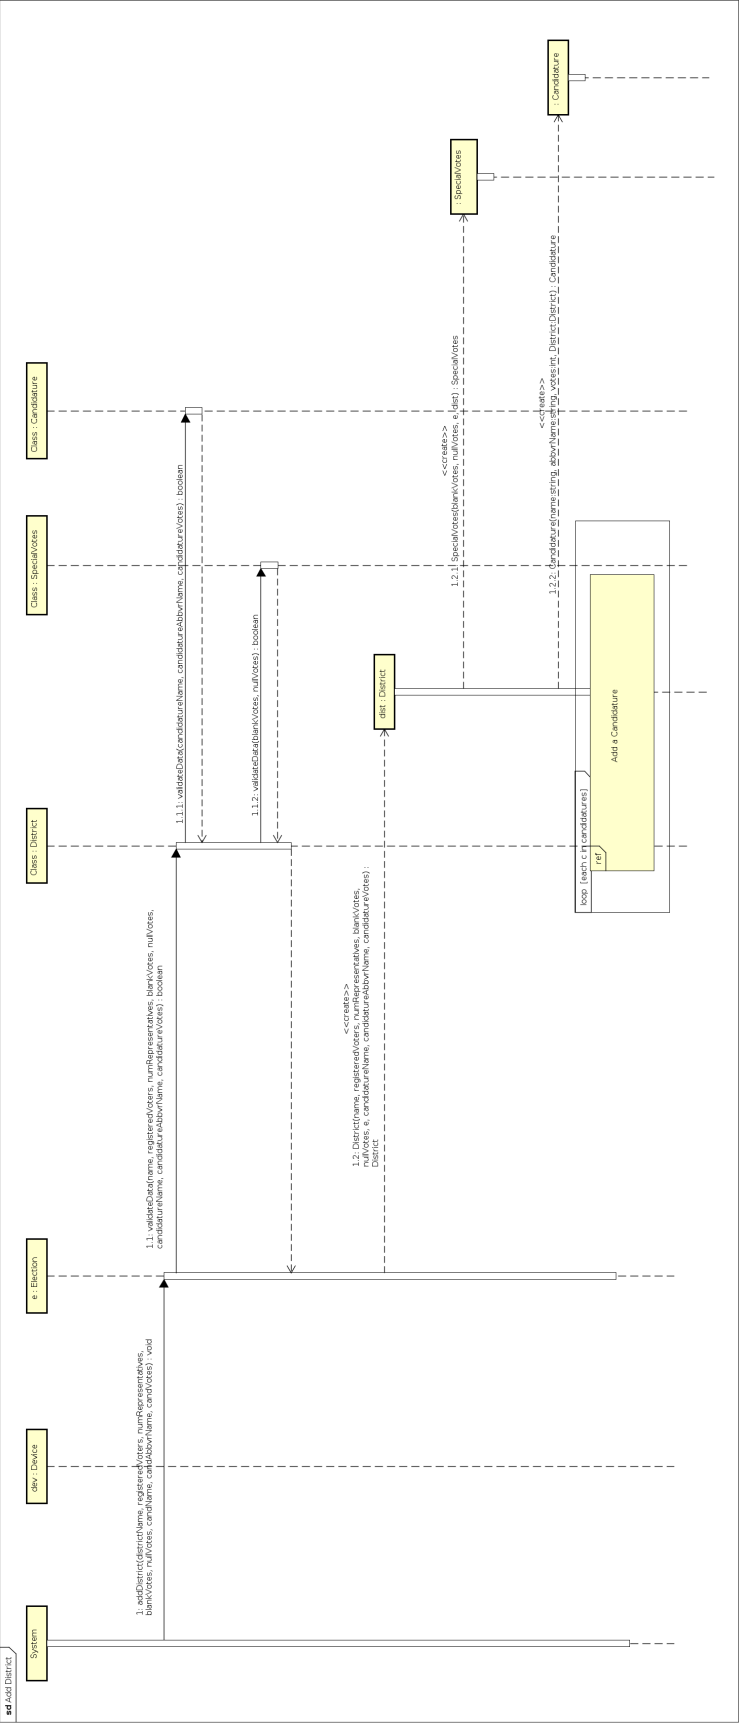 sd Add District
System
dev : Device
e : Election
Class : District
Class : SpecialVotes
Class : Candidature
1: addDistrict(districtName, registeredVoters, numRepresentatives,
blankVotes, nullVotes, candName, candAbbvrName, candVotes) : void
1.1: validateData(name, registeredVoters, numRepresentatives, blankVotes, nullVotes,
candidatureName, candidatureAbbvrName, candidatureVotes) : boolean
1.1.1: validateData(candidatureName, candidatureAbbvrName, candidatureVotes) : boolean
1.1.2: validateData(blankVotes, nullVotes) : boolean
<<create>>
1.2: District(name, registeredVoters, numRepresentatives, blankVotes,
nullVotes, e, candidatureName, candidatureAbbvrName, candidatureVotes) :
District
dist : District
<<create>>
1.2.1: SpecialVotes(blankVotes, nullVotes, e, dist) : SpecialVotes
: SpecialVotes
<<create>>
1.2.2: Candidature(name:string, abbvrName:string, votes:int, District:District) : Candidature
: Candidature
loop [each c in candidatures]
ref
Add a Candidature